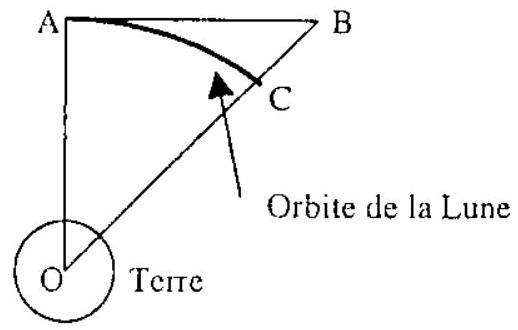 A B
C
Orbite de la Lune
O Terre